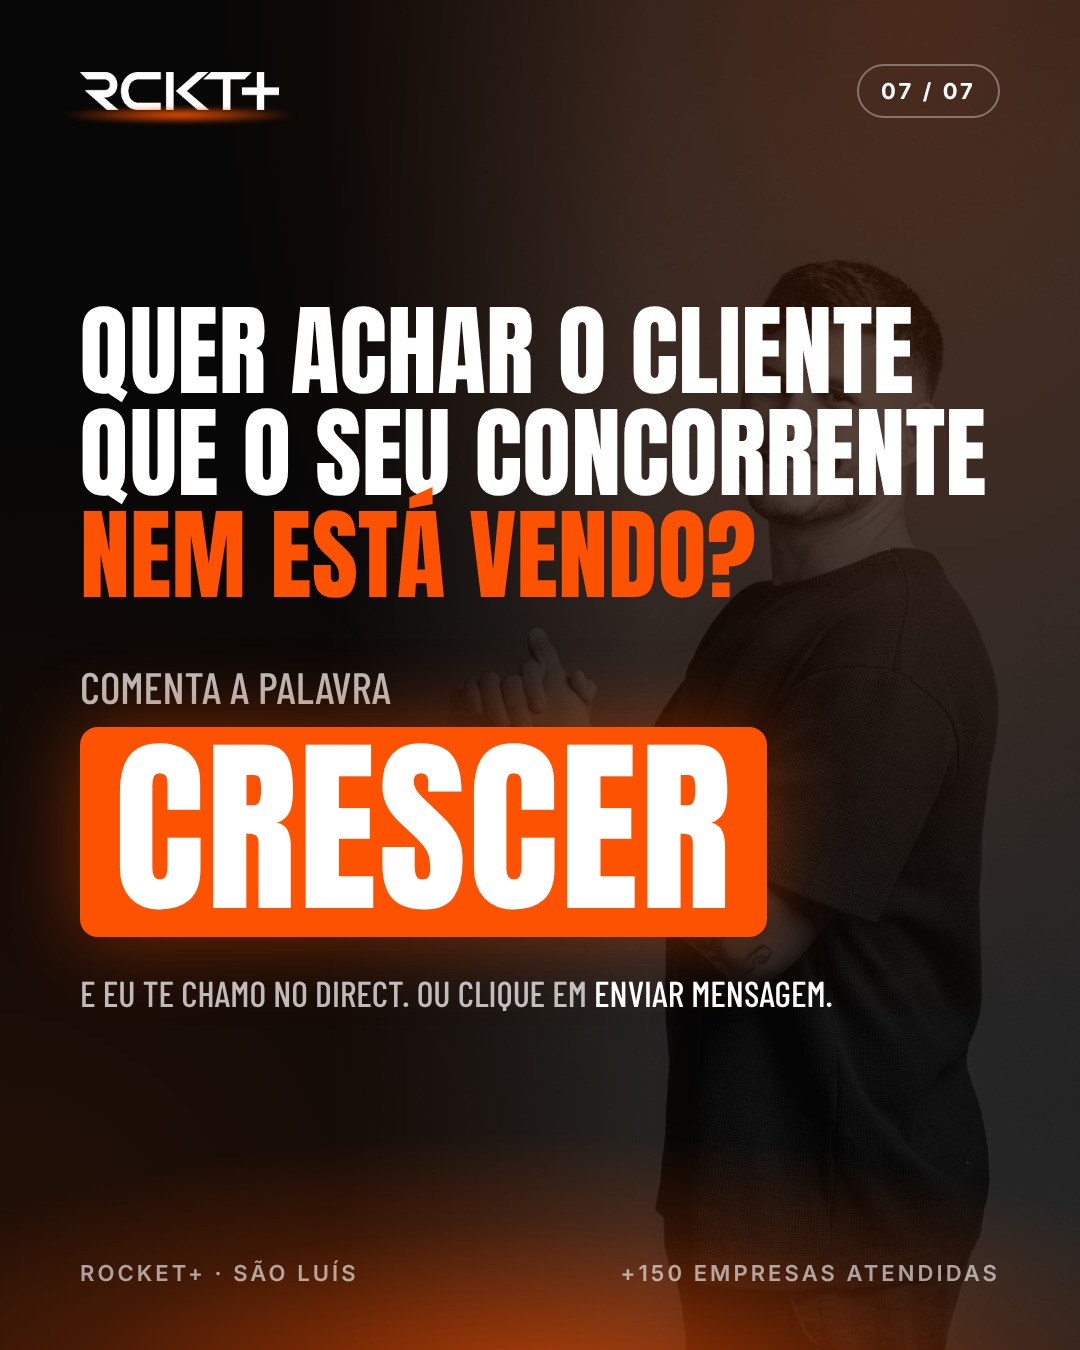 RCKT+
07 / 07
QUER ACHAR O CLIENTE
QUE O SEU CONCORRENTE
NEM ESTÁ VENDO?
COMENTA A PALAVRA
CRESCER
E EU TE CHAMO NO DIRECT. OU CLIQUE EM ENVIAR MENSAGEM.
ROCKET+ · SÃO LUÍS
+150 EMPRESAS ATENDIDAS